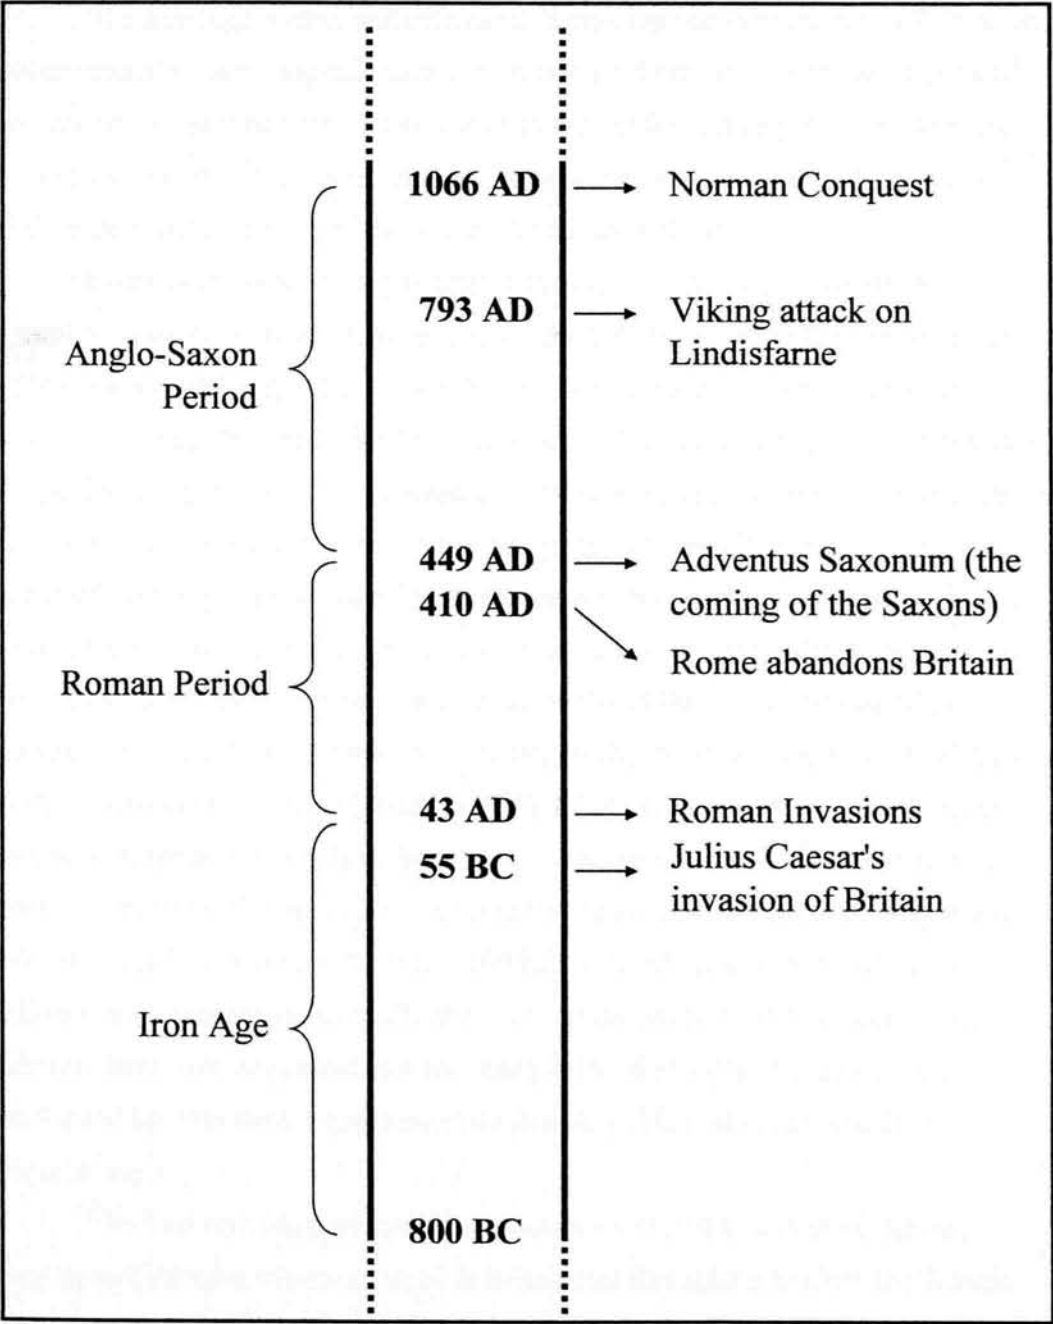 1066 AD
Norman Conquest
793 AD
Viking attack on
Lindisfarne
Anglo-Saxon
Period
449 AD
Adventus Saxonum (the
coming of the Saxons)
410 AD
Rome abandons Britain
Roman Period
43 AD
Roman Invasions
55 BC
Julius Caesar's
invasion of Britain
Iron Age
800 BC